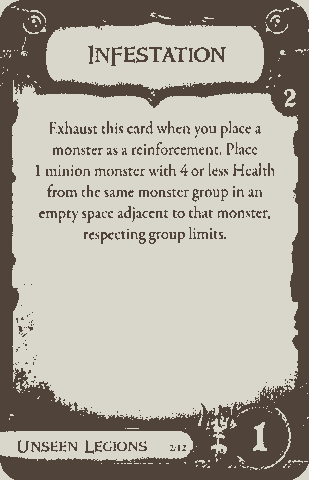 INFESTATION
2
Exhaust this card when you place a
monster as a reinforcement. Place
1 minion monster with 4 or less Health
from the same monster group in an
empty space adjacent to that monster,
respecting group limits.
UNSEEN LEGIONS 2/12
1